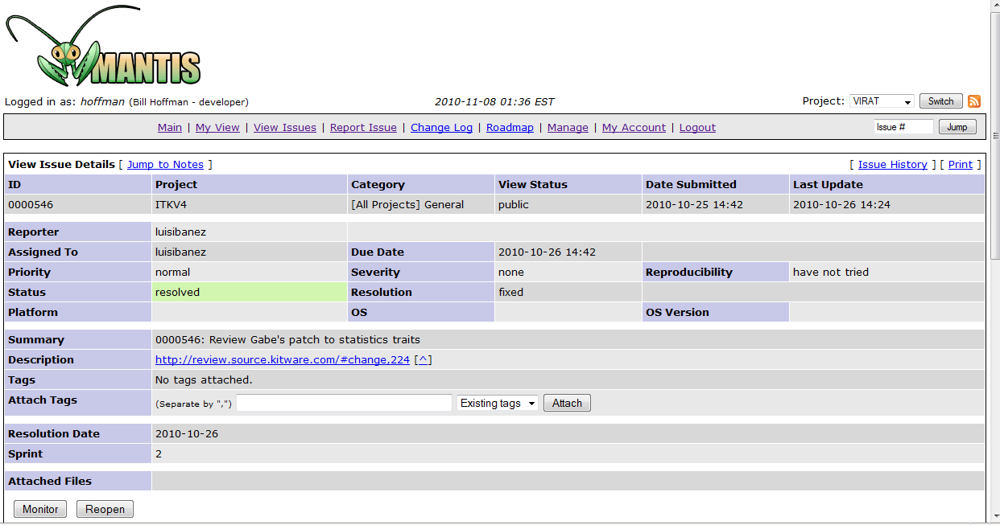 MANTIS
Logged in as: hoffman (Bill Hoffman - developer) 2010-11-08 01:36 EST Project: VIRAT Switch
Main | My View | View Issues | Report Issue | Change Log | Roadmap | Manage | My Account | Logout Issue # Jump
View Issue Details [ Jump to Notes ] [ Issue History ] [ Print ]
ID Project Category View Status Date Submitted Last Update
0000546 ITKV4 [All Projects] General public 2010-10-25 14:42 2010-10-26 14:24
Reporter luisibanez
Assigned To luisibanez Due Date 2010-10-26 14:42
Priority normal Severity none Reproducibility have not tried
Status resolved Resolution fixed
Platform OS OS Version
Summary 0000546: Review Gabe's patch to statistics traits
Description http://review.source.kitware.com/#change,224 [^]
Tags No tags attached.
Attach Tags (Separate by ",") Existing tags Attach
Resolution Date 2010-10-26
Sprint 2
Attached Files
Monitor Reopen